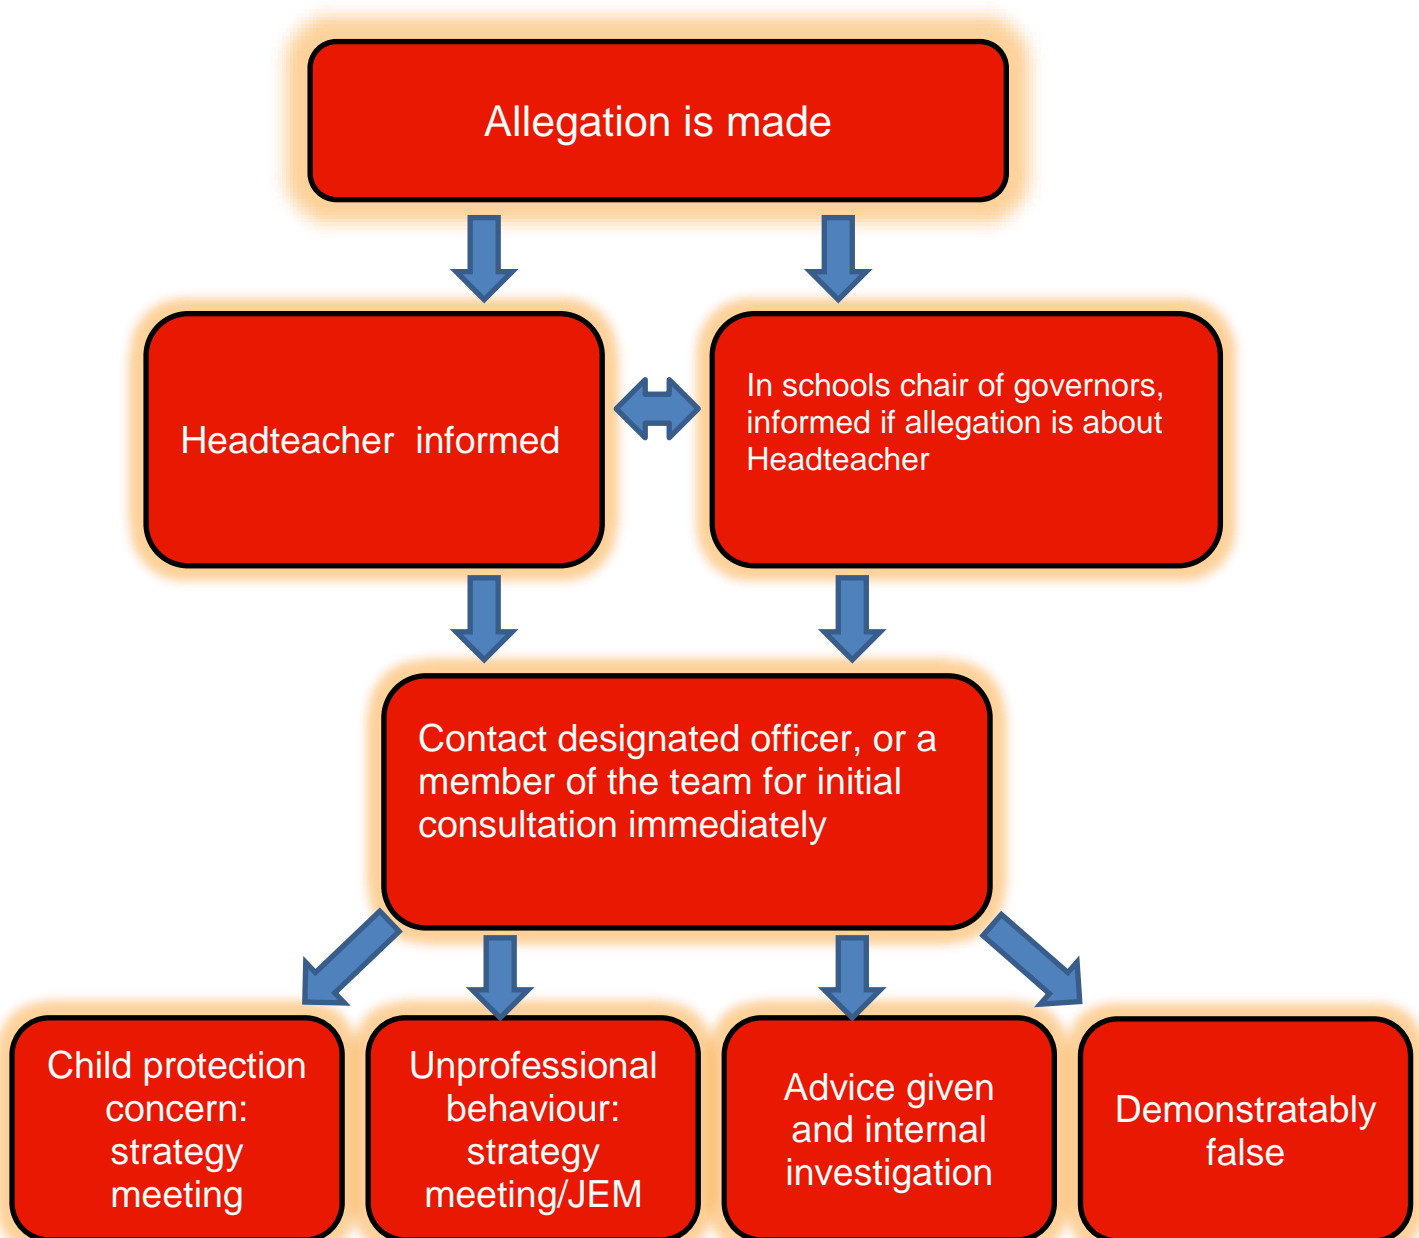 Allegation is made
Headteacher  informed
In schools chair of governors,
informed if allegation is about
Headteacher
Contact designated officer, or a
member of the team for initial
consultation immediately
Child protection
concern:
strategy
meeting
Unprofessional
behaviour:
strategy
meeting/JEM
Advice given
and internal
investigation
Demonstratably
false